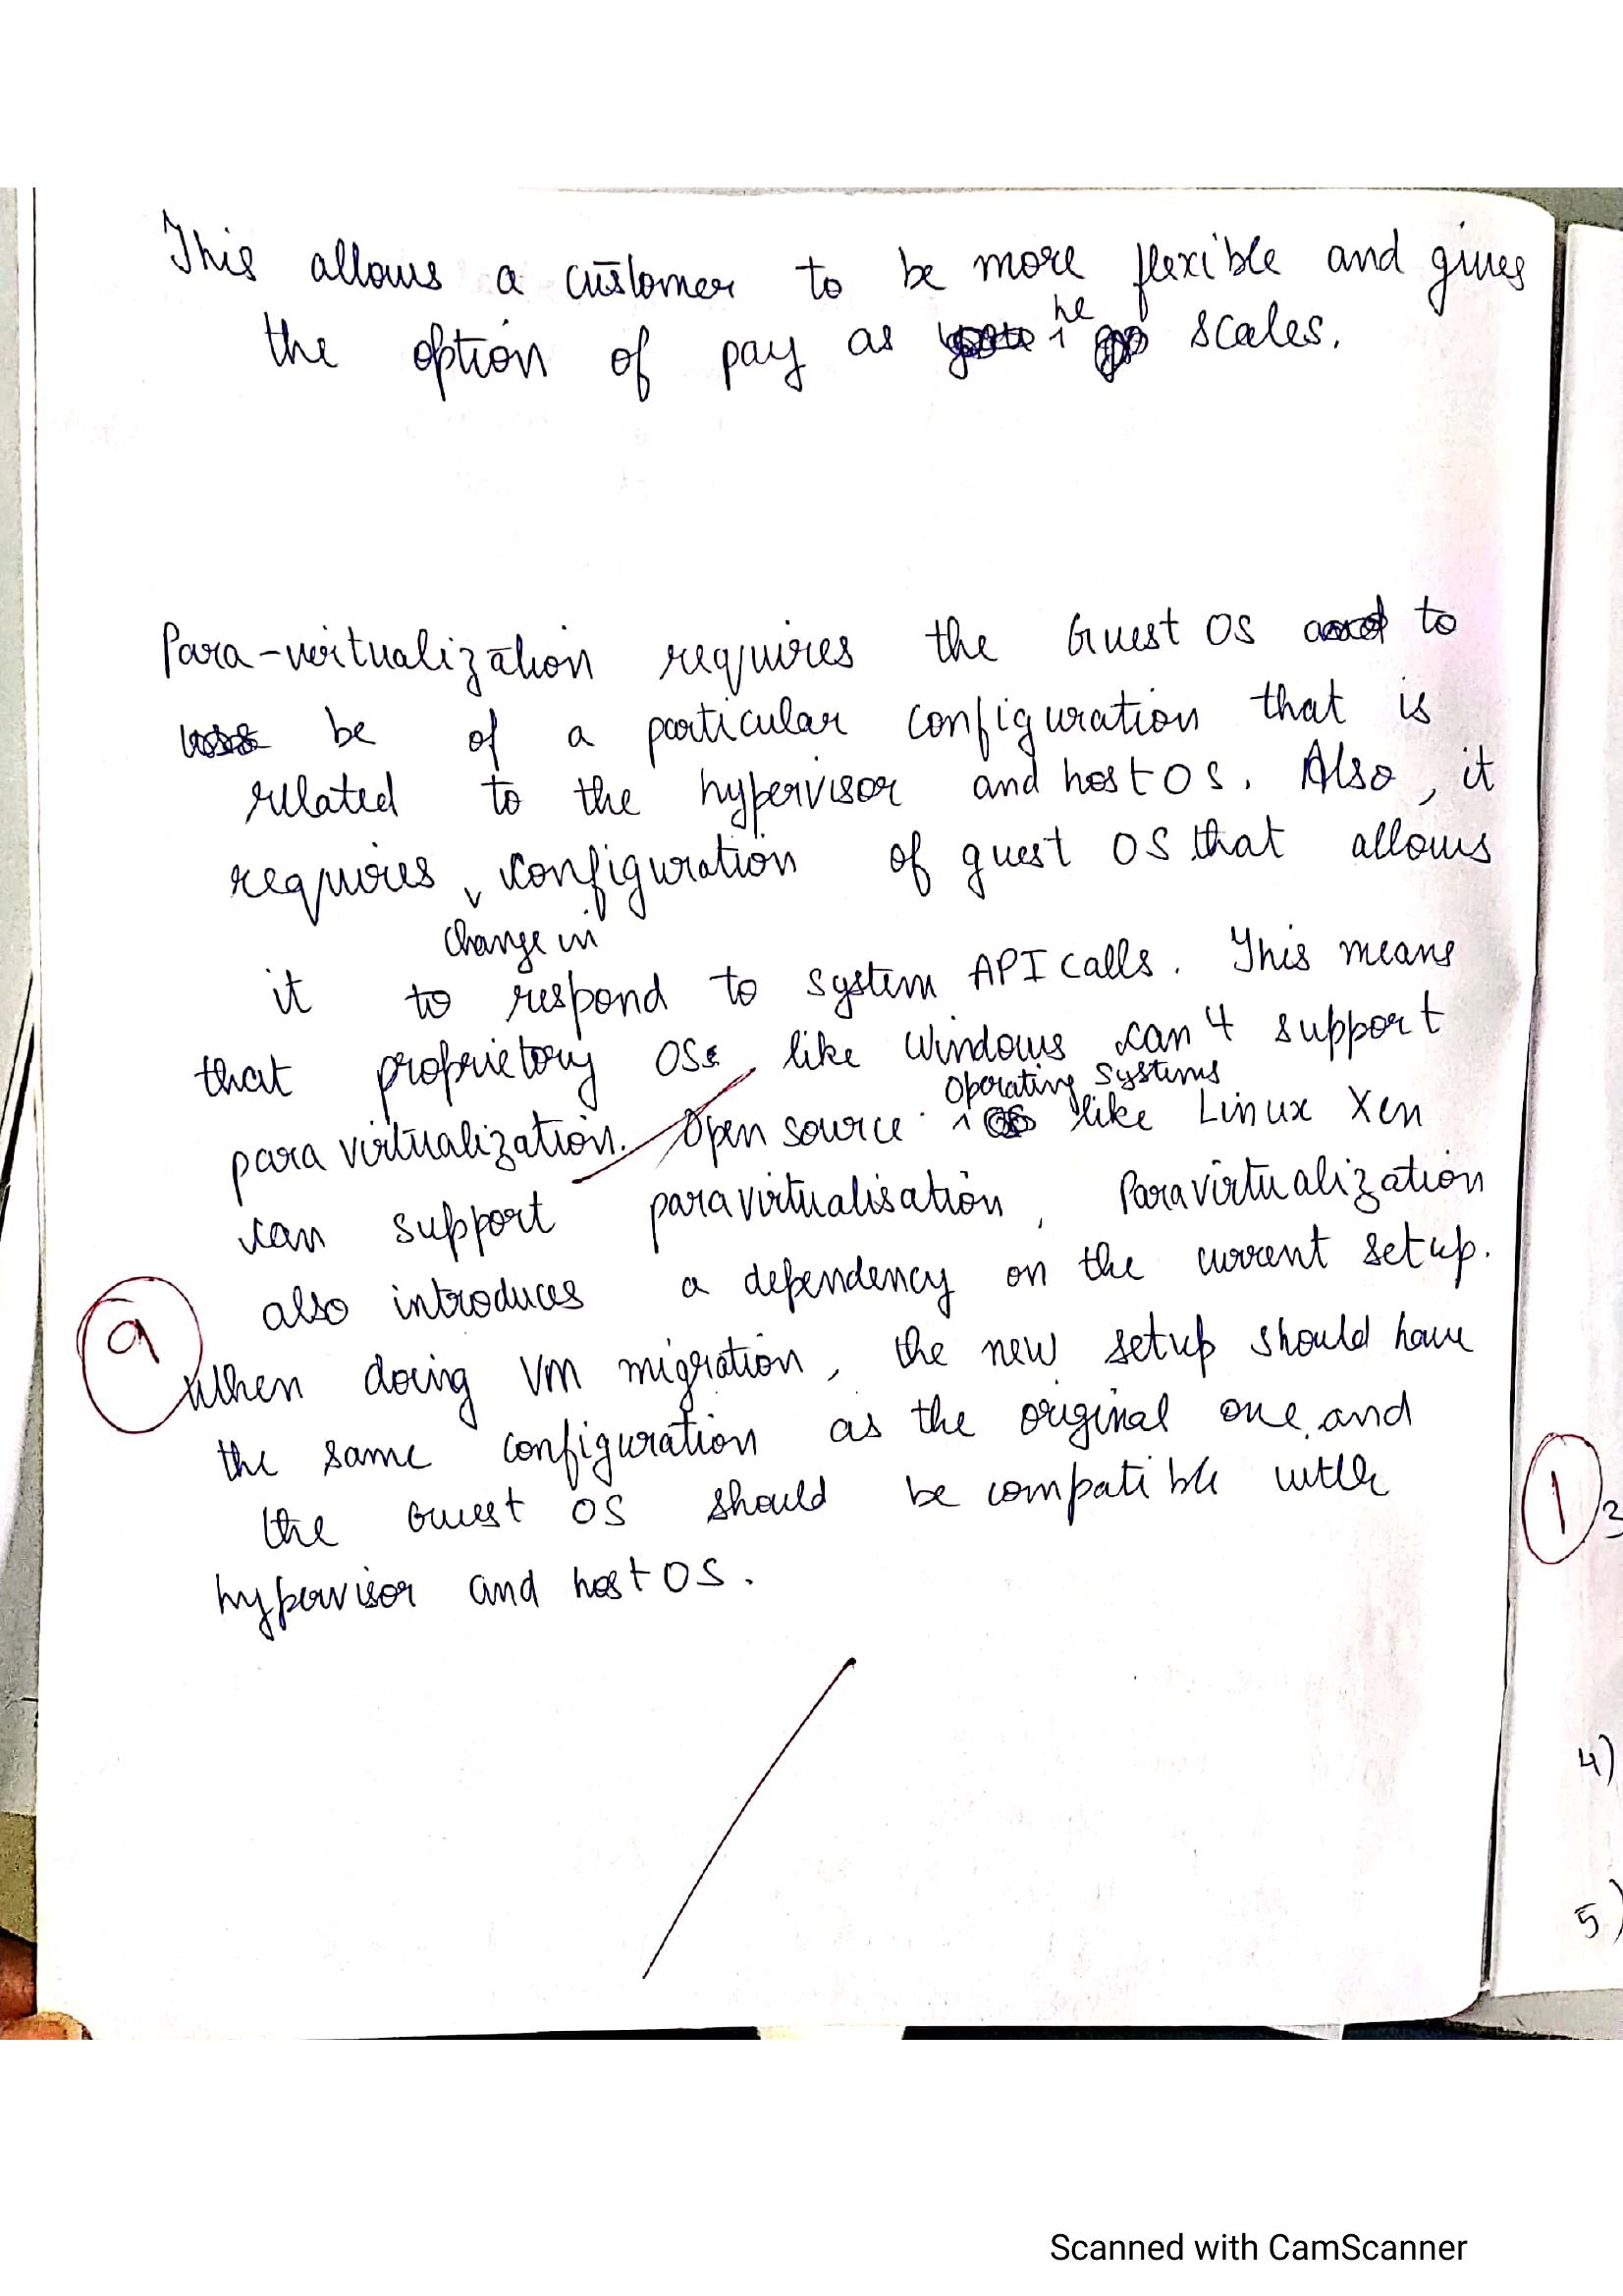 This allows a customer to be more flexible and gives
the option of pay as he scales.
Para-virtualization requires the Guest OS to
be of a particular configuration that is
related to the hypervisor and host OS. Also, it
requires configuration of guest OS that allows
change in
it to respond to system API calls. This means
that proprietory OSs like Windows can't support
operating systems
para virtualization. Open source like Linux Xen
can support paravirtualisation. Paravirtualization
also introduces a dependency on the current setup.
When doing VM migration, the new setup should have
the same configuration as the original one and
the Guest OS should be compatible with
hypervisor and host OS.
1
4)
5)
Scanned with CamScanner